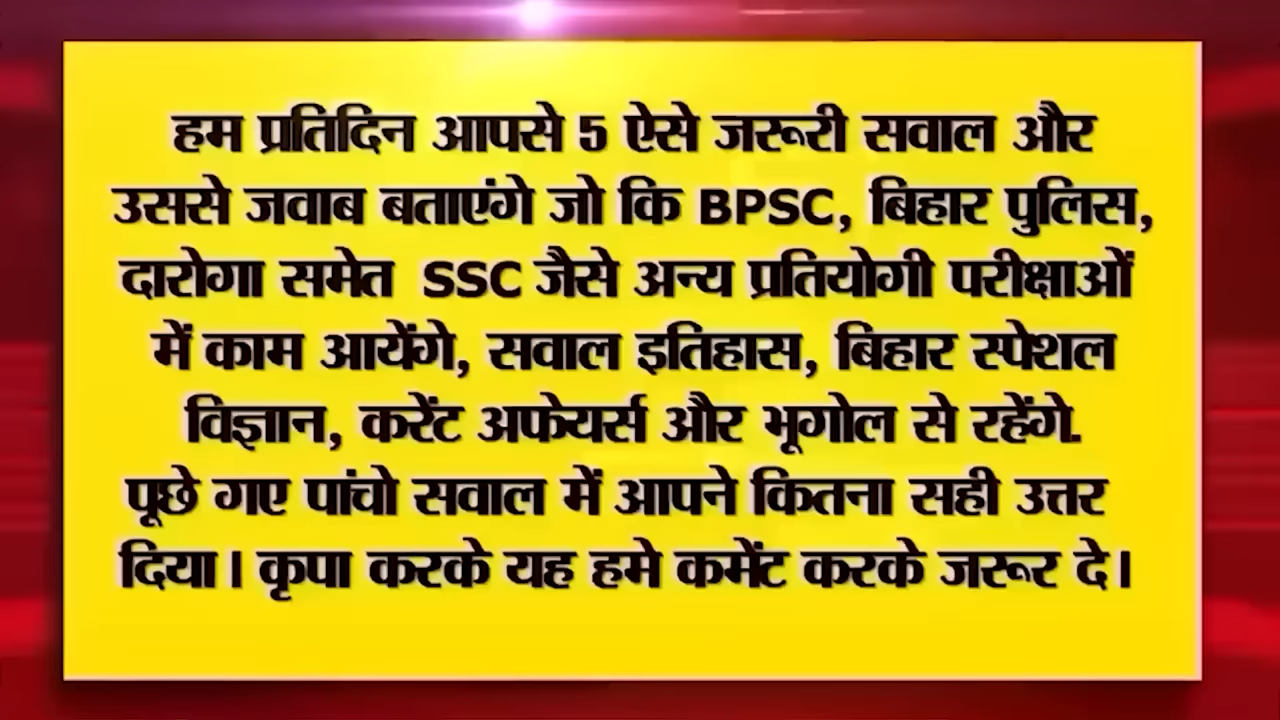 हम प्रतिदिन आपसे 5 ऐसे जरूरी सवाल और
उससे जवाब बताएंगे जो कि BPSC, बिहार पुलिस,
दारोगा समेत SSC जैसे अन्य प्रतियोगी परीक्षाओं
में काम आयेंगे, सवाल इतिहास, बिहार स्पेशल
विज्ञान, करेंट अफेयर्स और भूगोल से रहेंगे.
पूछे गए पांचो सवाल में आपने कितना सही उत्तर
दिया। कृपा करके यह हमे कमेंट करके जरूर दे।